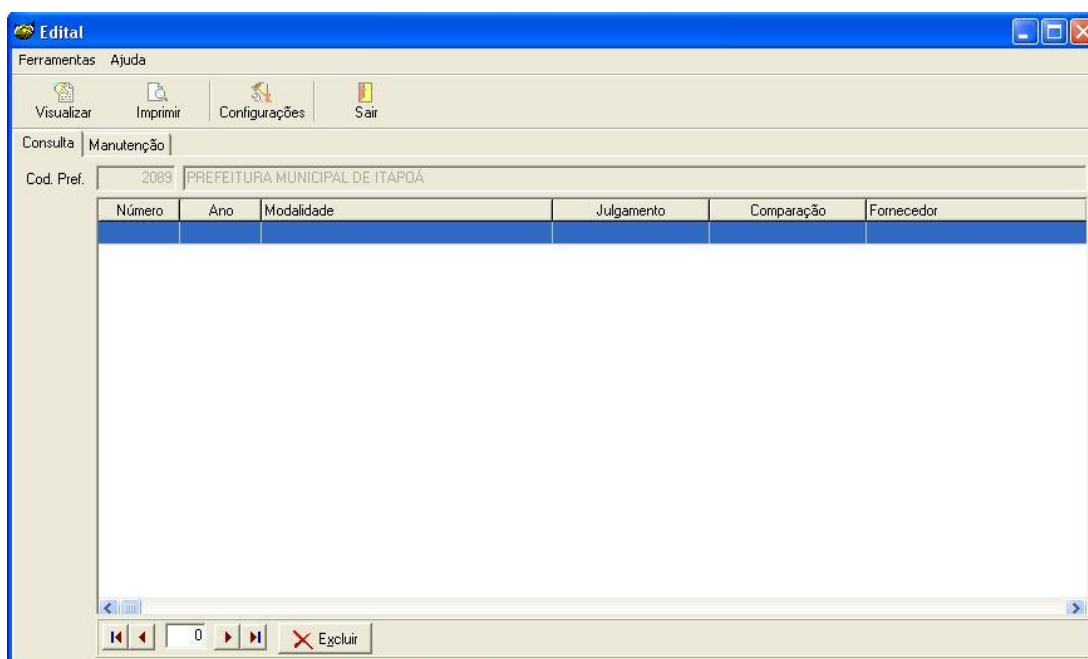 Edital
Ferramentas Ajuda
Visualizar Imprimir Configurações Sair
Consulta Manutenção
Cod. Pref. 2089 PREFEITURA MUNICIPAL DE ITAPOÁ
Número Ano Modalidade Julgamento Comparação Fornecedor
0 Excluir